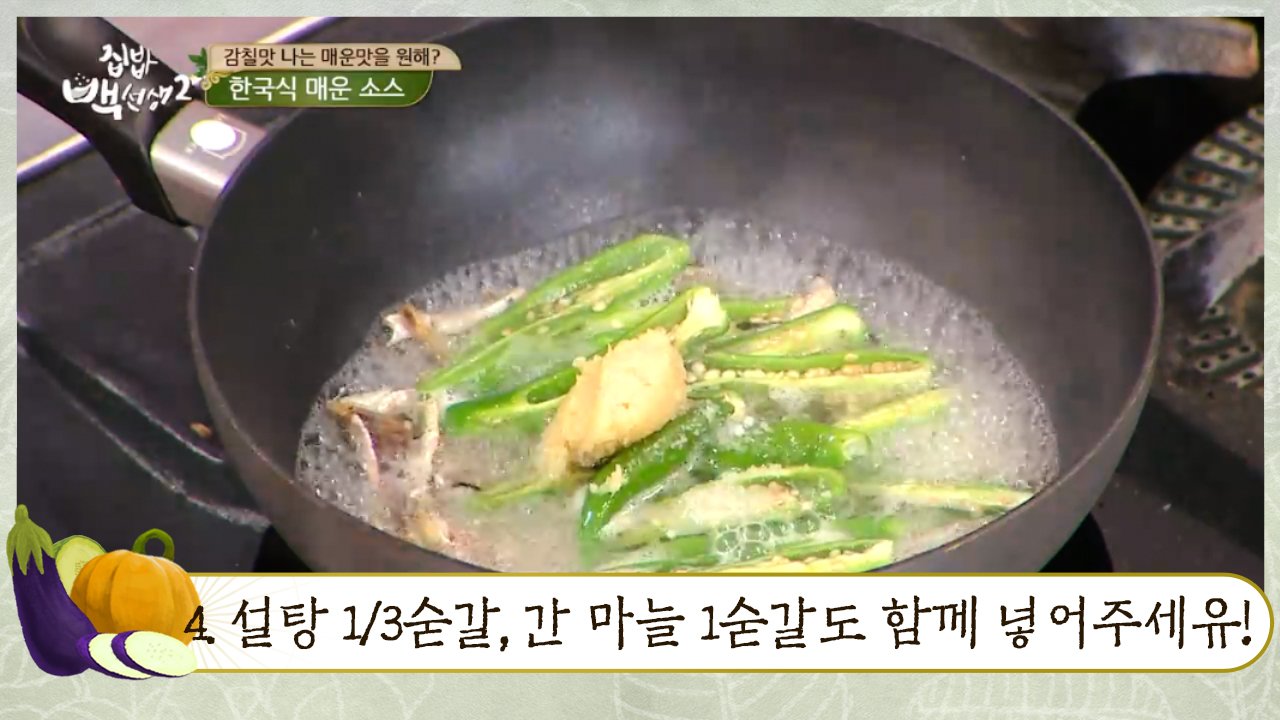 집밥
백선생2
감칠맛 나는 매운맛을 원해?
한국식 매운 소스
4. 설탕 1/3숟갈, 간 마늘 1숟갈도 함께 넣어주세유!